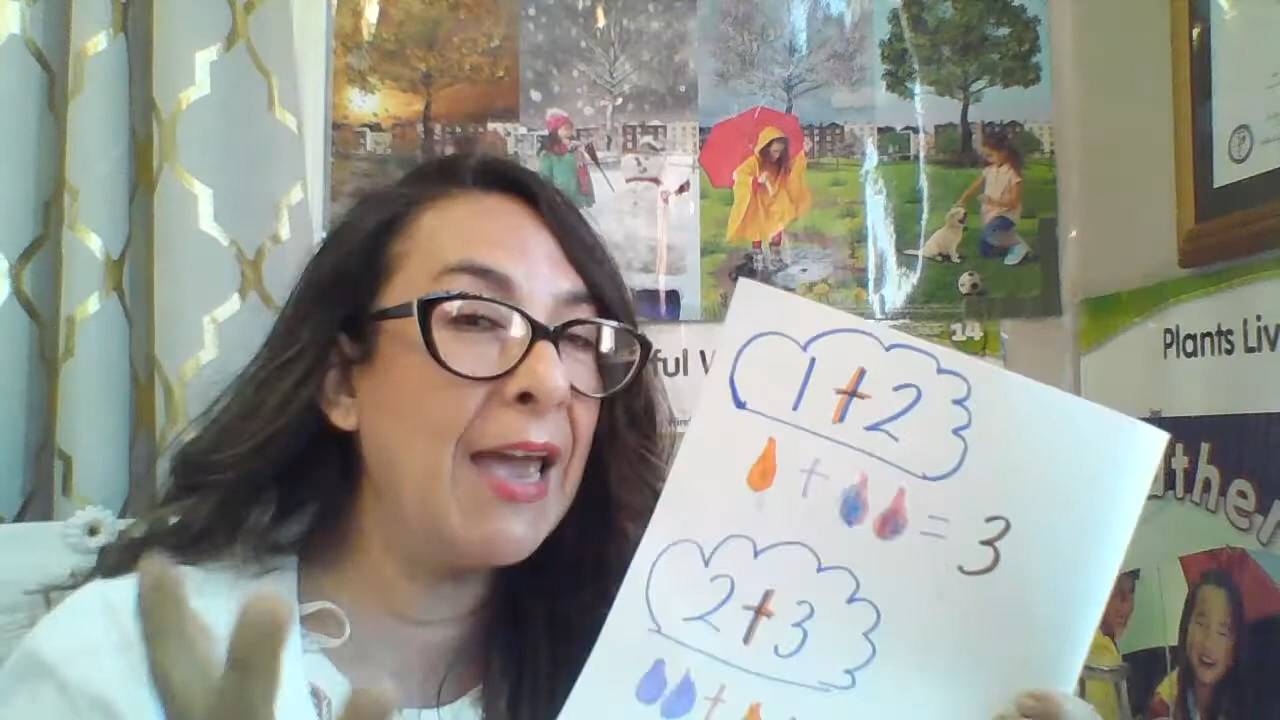 14
ful
Plants Liv
ather
1+2
+ = 3
2+3
+